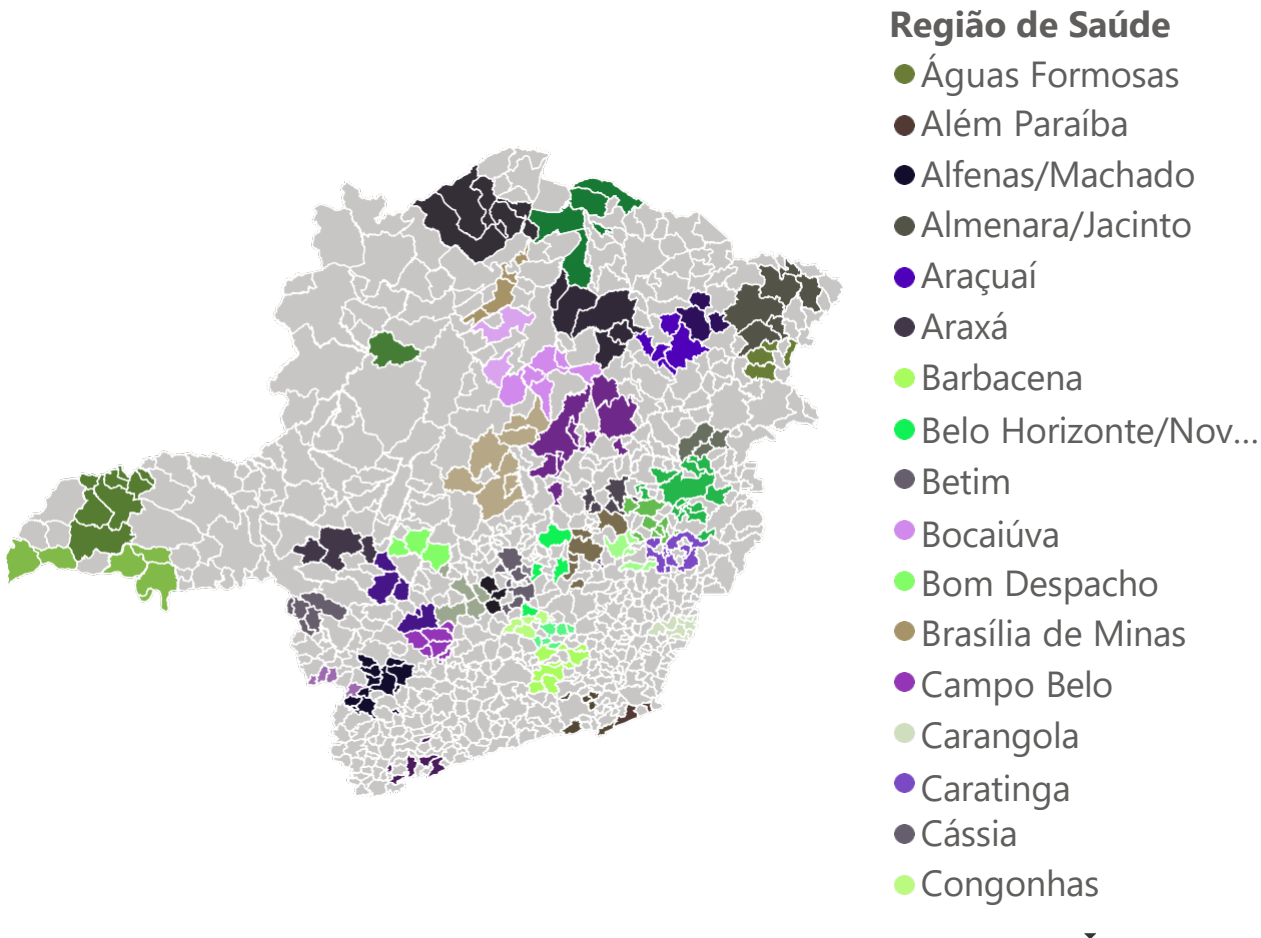 Região de Saúde
Águas Formosas
Além Paraíba
Alfenas/Machado
Almenara/Jacinto
Araçuaí
Araxá
Barbacena
Belo Horizonte/Nov...
Betim
Bocaiúva
Bom Despacho
Brasília de Minas
Campo Belo
Carangola
Caratinga
Cássia
Congonhas